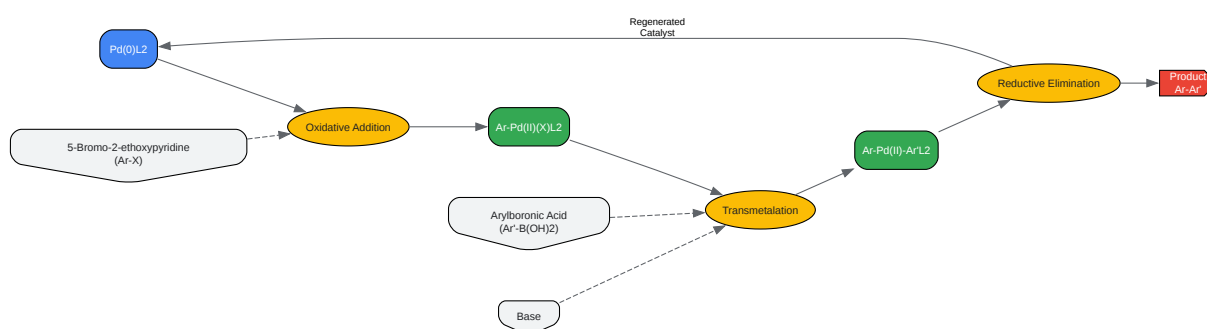 Regenerated
Catalyst
Pd(0)L2
Reductive Elimination
Product
Ar-Ar'
Oxidative Addition
Ar-Pd(II)(X)L2
5-Bromo-2-ethoxypyridine
(Ar-X)
Ar-Pd(II)-Ar'L2
Transmetalation
Arylboronic Acid
(Ar'-B(OH)2)
Base